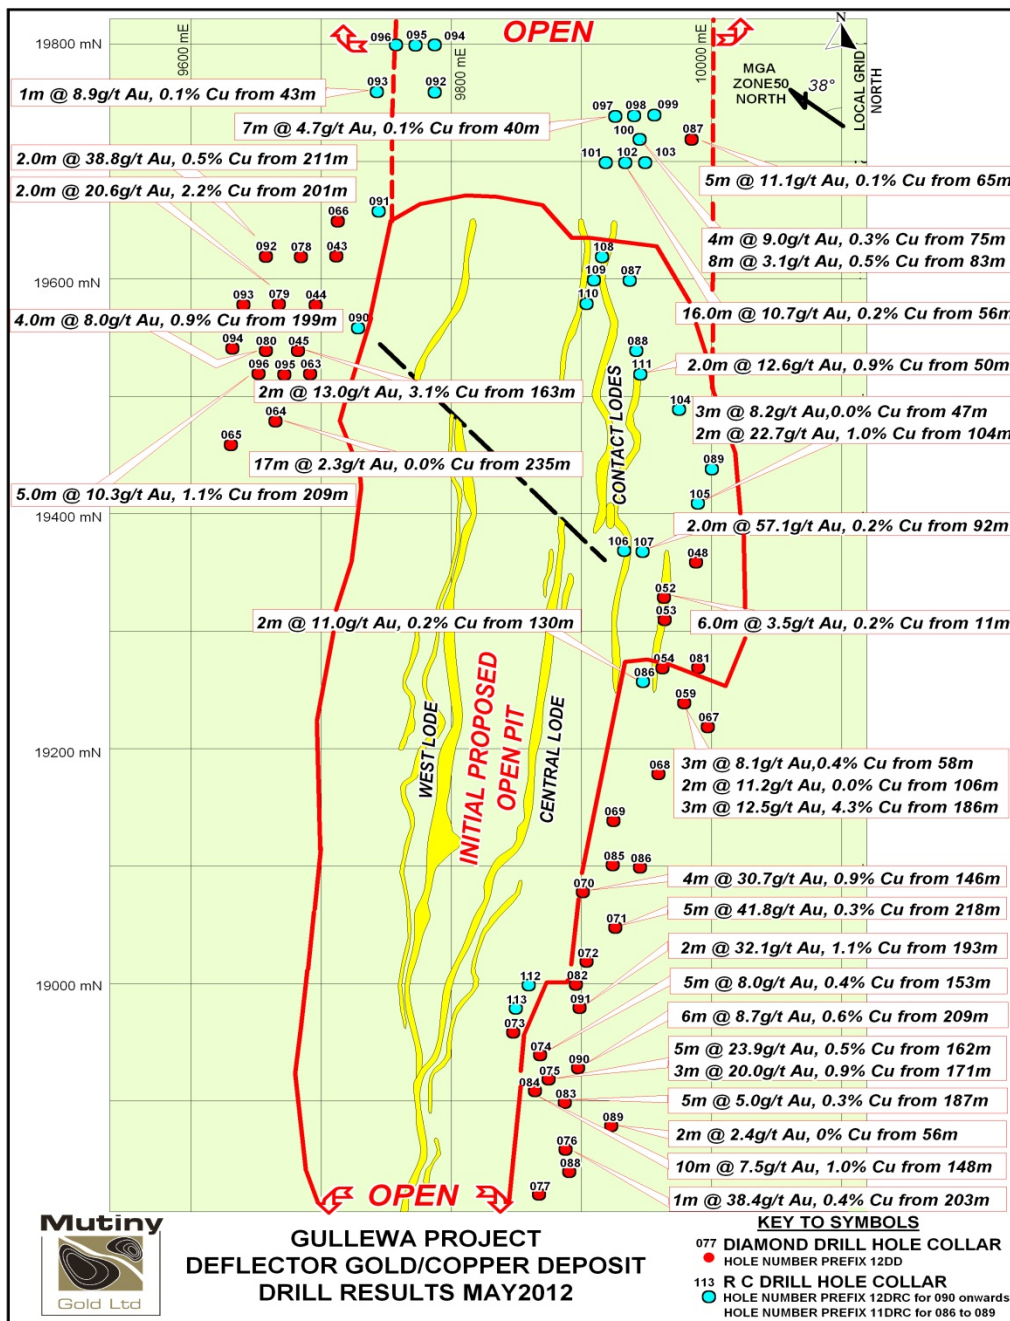 OPEN
9600 mE
9800 mE
10000 mE
N
LOCAL GRID NORTH
MGA
ZONE50
NORTH
38°
19800 mN
096 095 094
093
092
1m @ 8.9g/t Au, 0.1% Cu from 43m
097 098 099
7m @ 4.7g/t Au, 0.1% Cu from 40m
100
087
101 102 103
2.0m @ 38.8g/t Au, 0.5% Cu from 211m
5m @ 11.1g/t Au, 0.1% Cu from 65m
2.0m @ 20.6g/t Au, 2.2% Cu from 201m
091
066
4m @ 9.0g/t Au, 0.3% Cu from 75m
8m @ 3.1g/t Au, 0.5% Cu from 83m
092 078 043
108
19600 mN
109 087
093 079 044
110
16.0m @ 10.7g/t Au, 0.2% Cu from 56m
4.0m @ 8.0g/t Au, 0.9% Cu from 199m
090
094 080 045
088
096 095 063
111
2.0m @ 12.6g/t Au, 0.9% Cu from 50m
2m @ 13.0g/t Au, 3.1% Cu from 163m
104
3m @ 8.2g/t Au,0.0% Cu from 47m
2m @ 22.7g/t Au, 1.0% Cu from 104m
064
065
CONTACT LODES
17m @ 2.3g/t Au, 0.0% Cu from 235m
089
5.0m @ 10.3g/t Au, 1.1% Cu from 209m
105
19400 mN
2.0m @ 57.1g/t Au, 0.2% Cu from 92m
106 107
048
052
053
2m @ 11.0g/t Au, 0.2% Cu from 130m
6.0m @ 3.5g/t Au, 0.2% Cu from 11m
054 081
086
059
067
WEST LODE
INITIAL PROPOSED
OPEN PIT
CENTRAL LODE
19200 mN
068
3m @ 8.1g/t Au,0.4% Cu from 58m
2m @ 11.2g/t Au, 0.0% Cu from 106m
3m @ 12.5g/t Au, 4.3% Cu from 186m
069
085 086
070
4m @ 30.7g/t Au, 0.9% Cu from 146m
071
5m @ 41.8g/t Au, 0.3% Cu from 218m
072
2m @ 32.1g/t Au, 1.1% Cu from 193m
19000 mN
112 082
5m @ 8.0g/t Au, 0.4% Cu from 153m
113 091
073
6m @ 8.7g/t Au, 0.6% Cu from 209m
074
090
5m @ 23.9g/t Au, 0.5% Cu from 162m
3m @ 20.0g/t Au, 0.9% Cu from 171m
075
084 083
5m @ 5.0g/t Au, 0.3% Cu from 187m
089
2m @ 2.4g/t Au, 0% Cu from 56m
076
10m @ 7.5g/t Au, 1.0% Cu from 148m
088
077
1m @ 38.4g/t Au, 0.4% Cu from 203m
OPEN
Mutiny
Gold Ltd
GULLEWA PROJECT
DEFLECTOR GOLD/COPPER DEPOSIT
DRILL RESULTS MAY2012
KEY TO SYMBOLS
077 DIAMOND DRILL HOLE COLLAR
HOLE NUMBER PREFIX 12DD
113 R C DRILL HOLE COLLAR
HOLE NUMBER PREFIX 12DRC for 090 onwards
HOLE NUMBER PREFIX 11DRC for 086 to 089